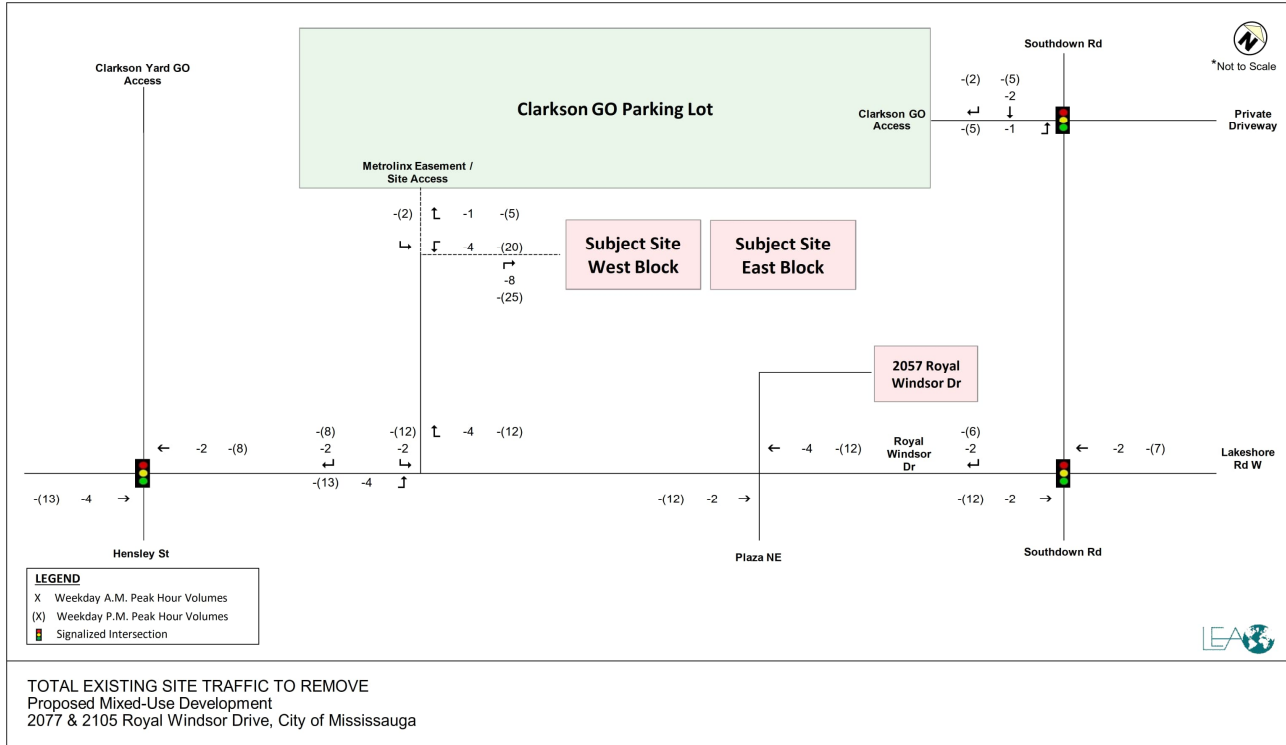 Clarkson Yard GO
Access
Clarkson GO Parking Lot
Southdown Rd
N
*Not to Scale
-(2) -(5)
-2
↵ ↓
Clarkson GO
Access
-(5) -1 ⮥
Private
Driveway
Metrolinx Easement /
Site Access
-(2) -1 -(5)
-4 -(20)
-8
-(25)
Subject Site
West Block
Subject Site
East Block
2057 Royal
Windsor Dr
← -2 -(8)
-(8) -(12) -4 -(12)
-2 -2
-(13) -4
← -4 -(12)
Royal
Windsor
Dr
-(6)
-2
← -2 -(7)
Lakeshore
Rd W
-(13) -4 →
-(12) -2 →
-(12) -2 →
Hensley St
Plaza NE
Southdown Rd
LEGEND
X Weekday A.M. Peak Hour Volumes
(X) Weekday P.M. Peak Hour Volumes
Signalized Intersection
LEA
TOTAL EXISTING SITE TRAFFIC TO REMOVE
Proposed Mixed-Use Development
2077 & 2105 Royal Windsor Drive, City of Mississauga